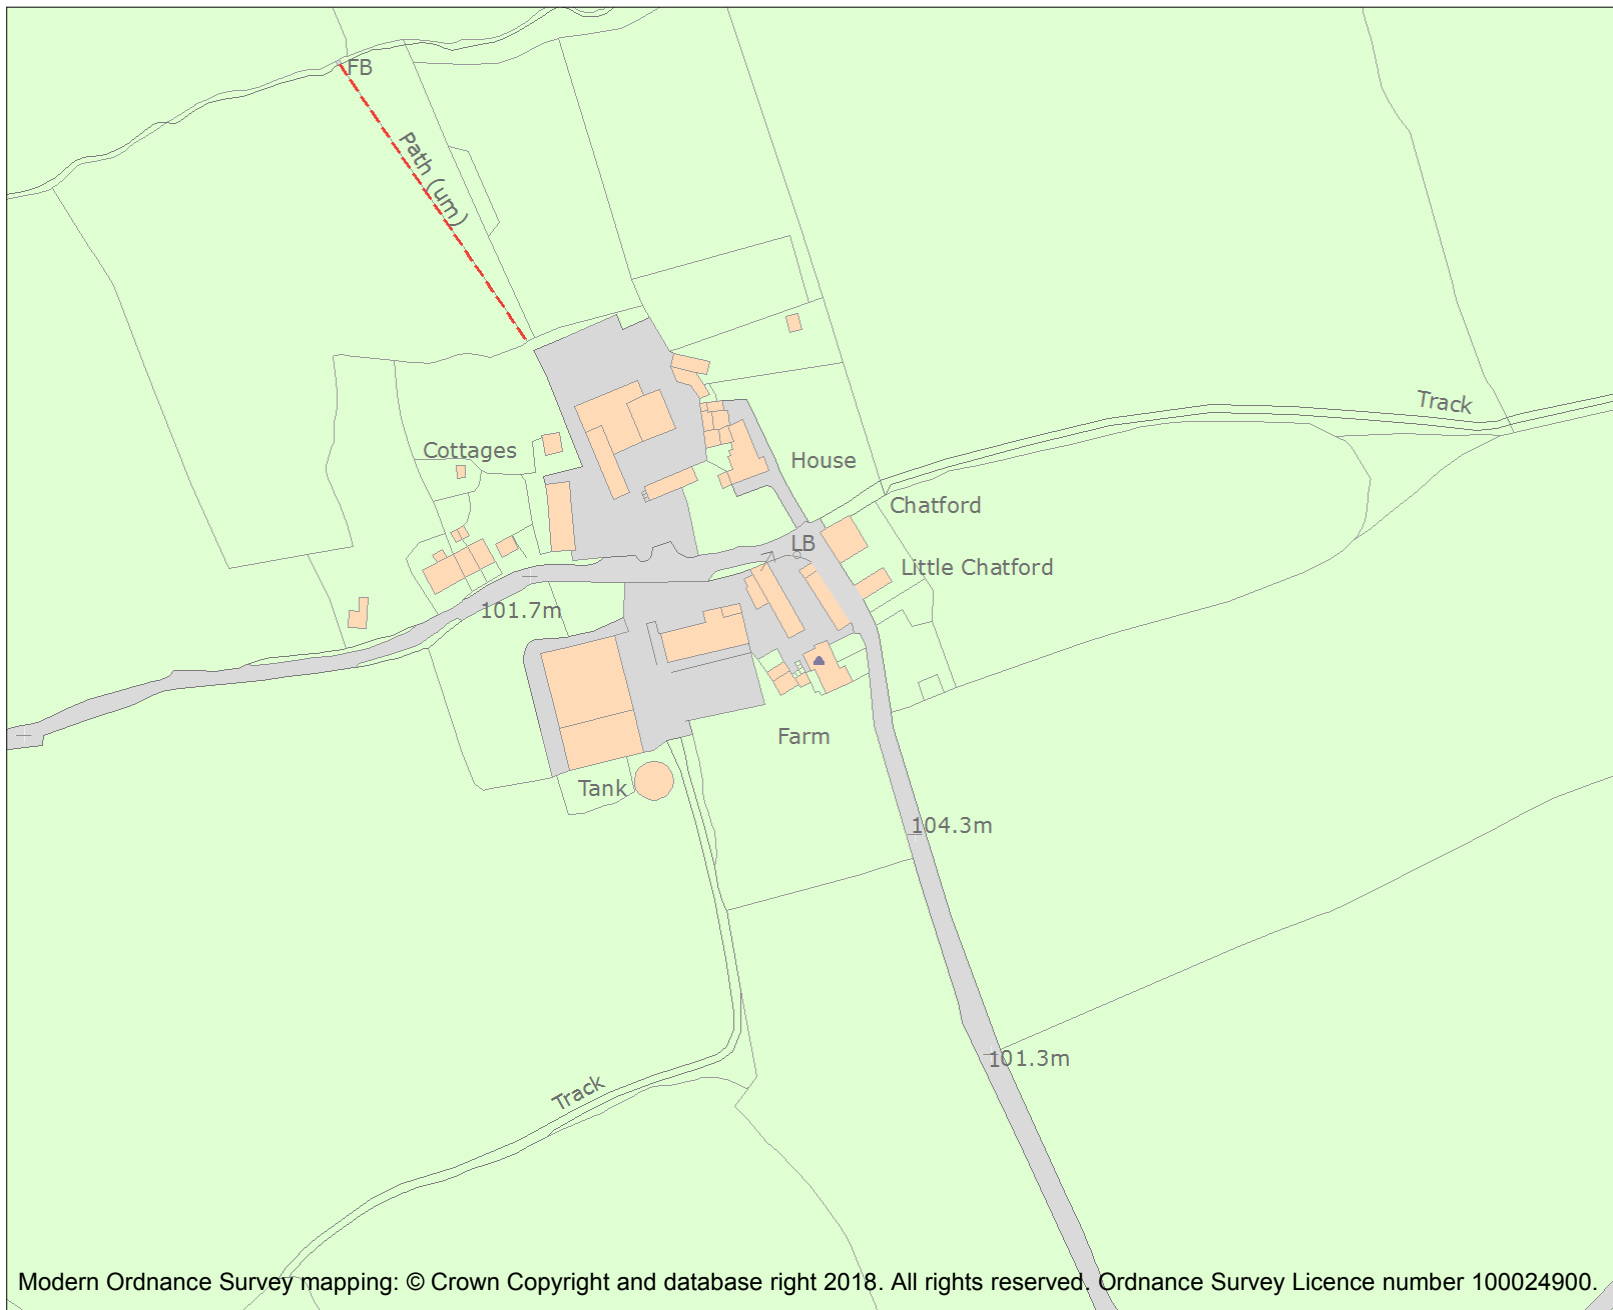 FB
Path (um)
Track
Cottages
House
Chatford
LB
Little Chatford
101.7m
Farm
Tank
104.3m
101.3m
Track
Modern Ordnance Survey mapping: © Crown Copyright and database right 2018. All rights reserved. Ordnance Survey Licence number 100024900.